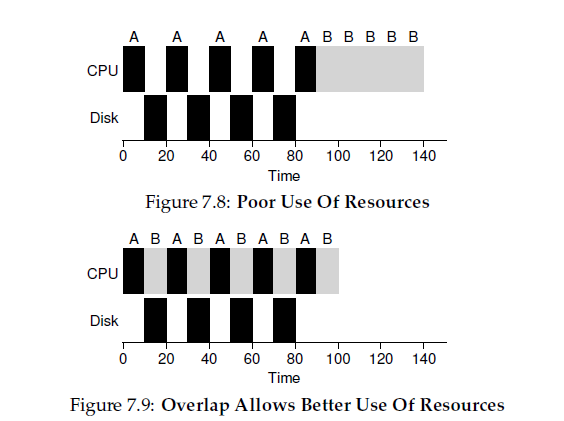 A A A A A B B B B B
CPU
Disk
0 20 40 60 80 100 120 140
Time
Figure 7.8: Poor Use Of Resources
A B A B A B A B A B
CPU
Disk
0 20 40 60 80 100 120 140
Time
Figure 7.9: Overlap Allows Better Use Of Resources